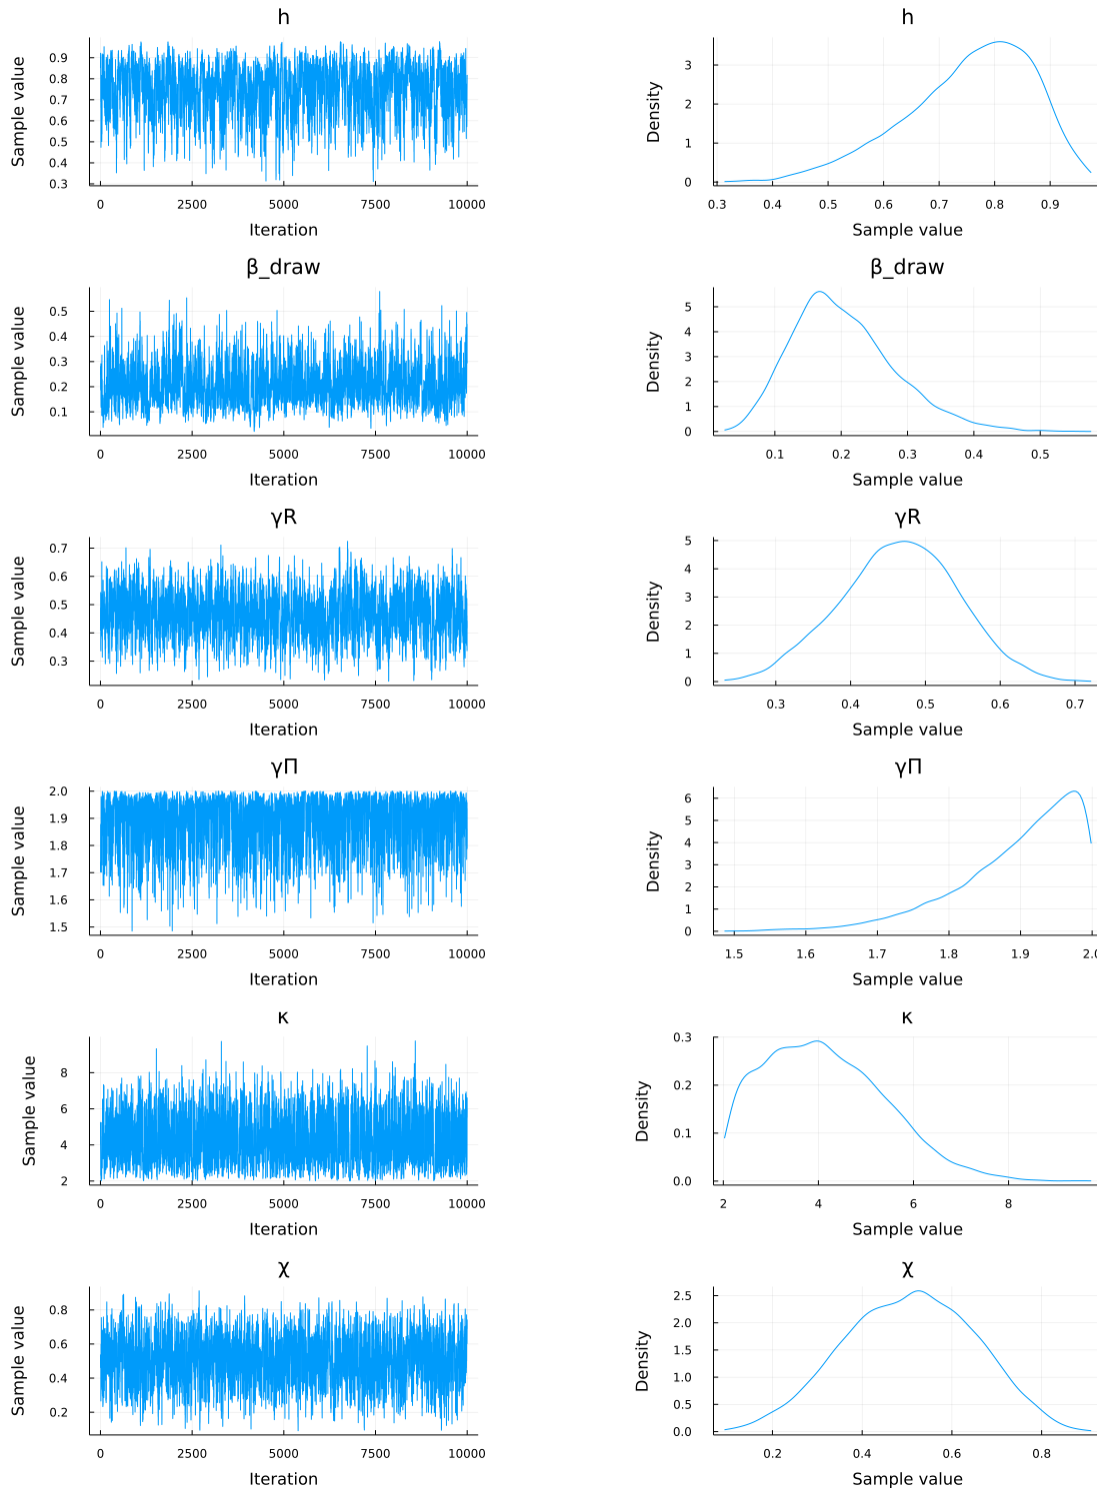 h
h
Sample value
0.9
0.8
0.7
0.6
0.5
0.4
0.3
0 2500 5000 7500 10000
Iteration
Density
3
2
1
0
0.3 0.4 0.5 0.6 0.7 0.8 0.9
Sample value
β_draw
β_draw
Sample value
0.5
0.4
0.3
0.2
0.1
0 2500 5000 7500 10000
Iteration
Density
5
4
3
2
1
0
0.1 0.2 0.3 0.4 0.5
Sample value
γR
γR
Sample value
0.7
0.6
0.5
0.4
0.3
0 2500 5000 7500 10000
Iteration
Density
5
4
3
2
1
0
0.3 0.4 0.5 0.6 0.7
Sample value
γΠ
γΠ
Sample value
2.0
1.9
1.8
1.7
1.6
1.5
0 2500 5000 7500 10000
Iteration
Density
6
5
4
3
2
1
0
1.5 1.6 1.7 1.8 1.9 2.0
Sample value
κ
κ
Sample value
8
6
4
2
0 2500 5000 7500 10000
Iteration
Density
0.3
0.2
0.1
0.0
2 4 6 8
Sample value
χ
χ
Sample value
0.8
0.6
0.4
0.2
0 2500 5000 7500 10000
Iteration
Density
2.5
2.0
1.5
1.0
0.5
0.0
0.2 0.4 0.6 0.8
Sample value